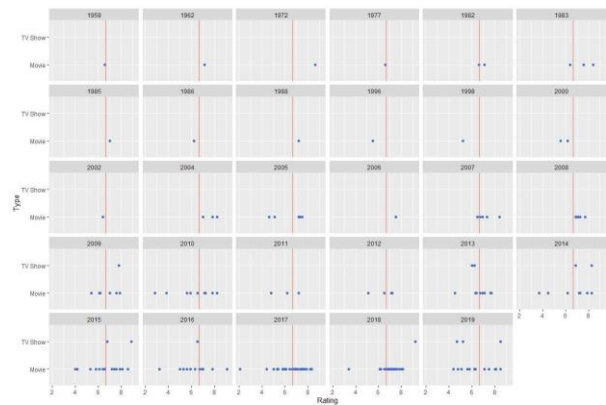 1959 1962 1972 1977 1982 1983
TV Show
Movie
1985 1986 1988 1996 1998 2000
TV Show
Movie
2002 2004 2005 2006 2007 2008
TV Show
Movie
2009 2010 2011 2012 2013 2014
TV Show
Movie
2 4 6 8
2015 2016 2017 2018 2019
TV Show
Movie
2 4 6 8 2 4 6 8 2 4 6 8 2 4 6 8 2 4 6 8
Rating
Type